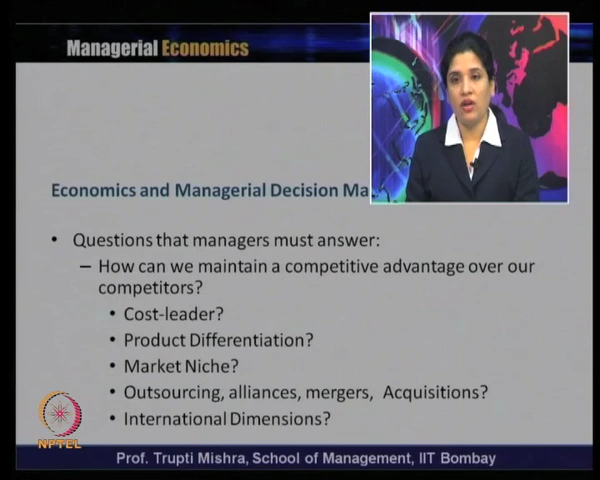 Managerial Economics
Economics and Managerial Decision Ma
• Questions that managers must answer:
– How can we maintain a competitive advantage over our
competitors?
• Cost-leader?
• Product Differentiation?
• Market Niche?
• Outsourcing, alliances, mergers, Acquisitions?
• International Dimensions?
NPTEL
Prof. Trupti Mishra, School of Management, IIT Bombay